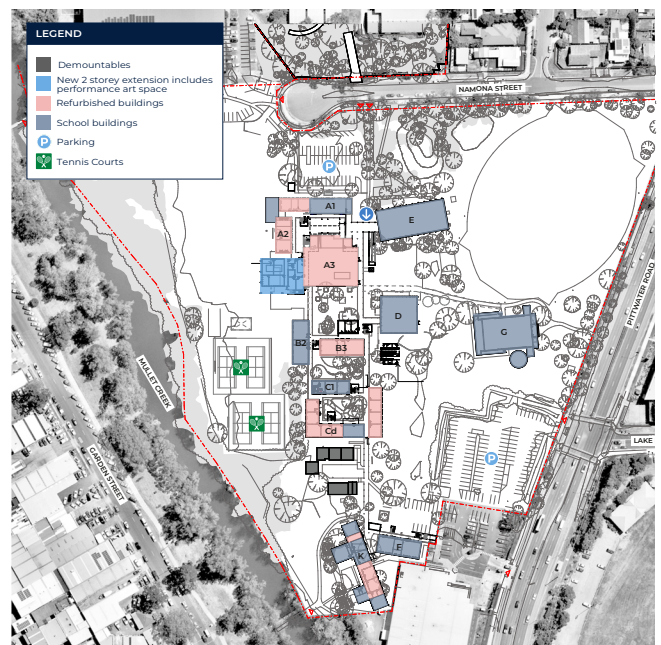 LEGEND
Demountables
New 2 storey extension includes
performance art space
Refurbished buildings
School buildings
P Parking
Tennis Courts
NAMONA STREET
P
A1
E
A2
A3
PITTWATER ROAD
D
G
B2
B3
MULLET CREEK
C1
Cd
LAKE
GARDEN STREET
P
F
K